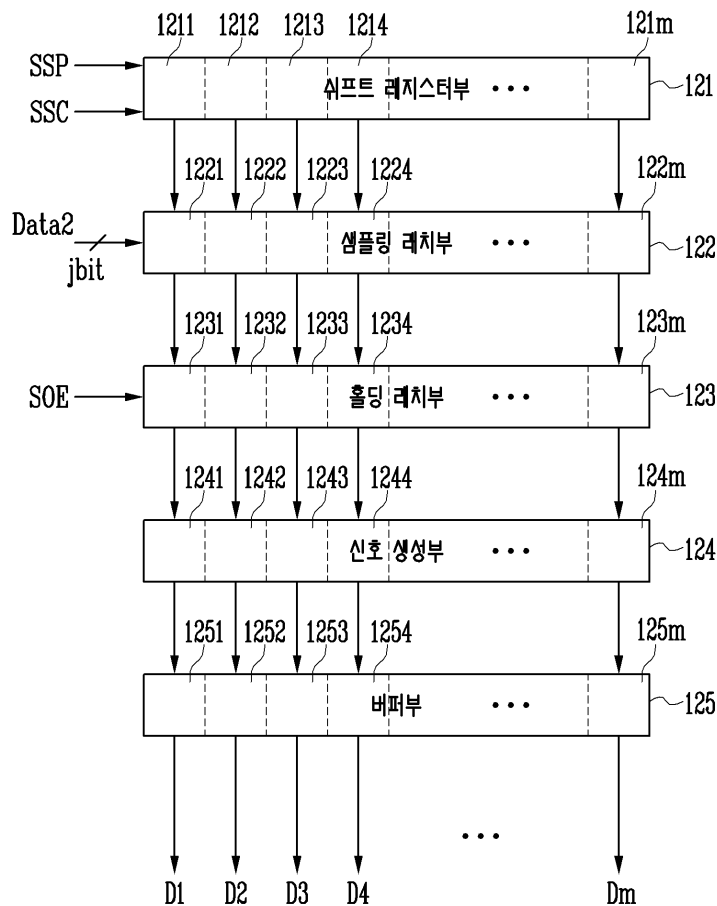 1211 1212 1213 1214 121m
SSP
SSC
쉬프트 레지스터부 • • •
121
1221 1222 1223 1224 122m
Data2
jbit
샘플링 래치부 • • •
122
1231 1232 1233 1234 123m
SOE
홀딩 래치부 • • •
123
1241 1242 1243 1244 124m
신호 생성부 • • •
124
1251 1252 1253 1254 125m
버퍼부 • • •
125
• • •
D1 D2 D3 D4 Dm